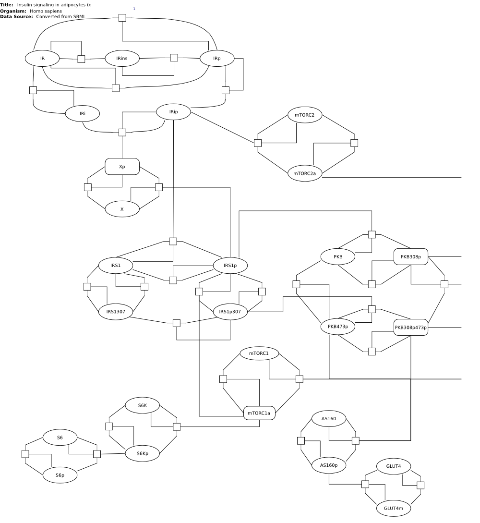 Title: Insulin signaling in adipocytes (n
Organism: Homo sapiens
Data Source: Converted from SBML
IR
IRins
IRp
IRi
IRip
mTORC2
Xp
mTORC2a
X
PKB
PKB308p
IRS1
IRS1p
IRS1307
IRS1p307
PKB473p
PKB308p473p
mTORC1
S6K
mTORC1a
AS160
S6
S6Kp
AS160p
GLUT4
S6p
GLUT4m